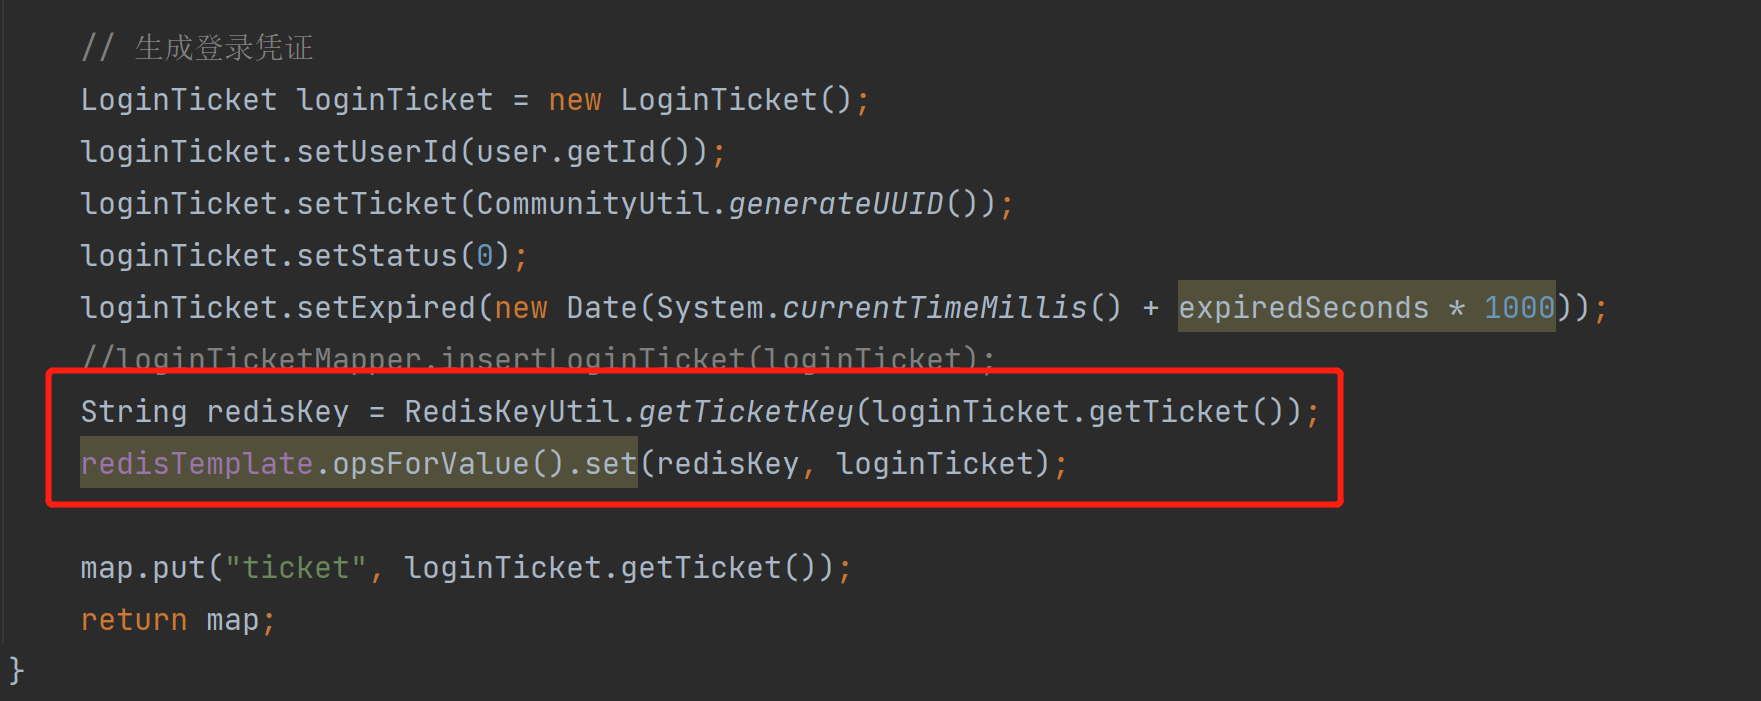 // 生成登录凭证
LoginTicket loginTicket = new LoginTicket();
loginTicket.setUserId(user.getId());
loginTicket.setTicket(CommunityUtil.generateUUID());
loginTicket.setStatus(0);
loginTicket.setExpired(new Date(System.currentTimeMillis() + expiredSeconds * 1000));
//loginTicketMapper.insertLoginTicket(loginTicket);
String redisKey = RedisKeyUtil.getTicketKey(loginTicket.getTicket());
redisTemplate.opsForValue().set(redisKey, loginTicket);
map.put("ticket", loginTicket.getTicket());
return map;
}